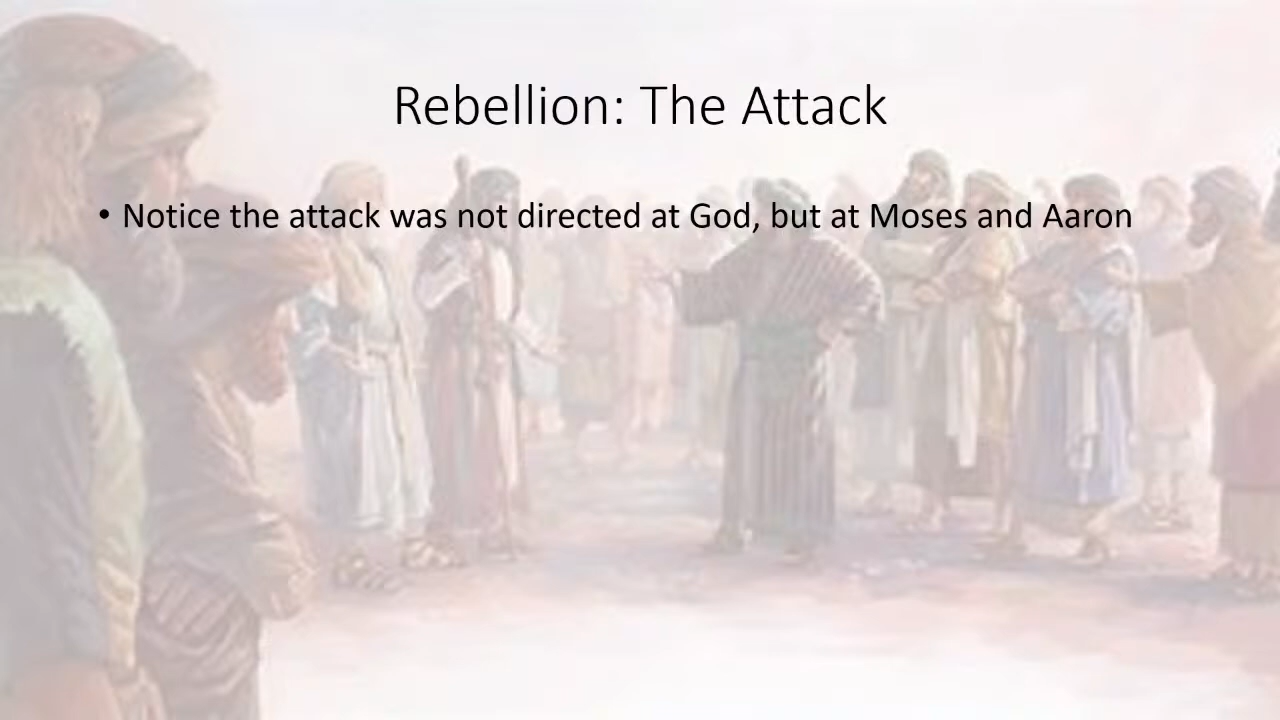 Rebellion: The Attack
• Notice the attack was not directed at God, but at Moses and Aaron